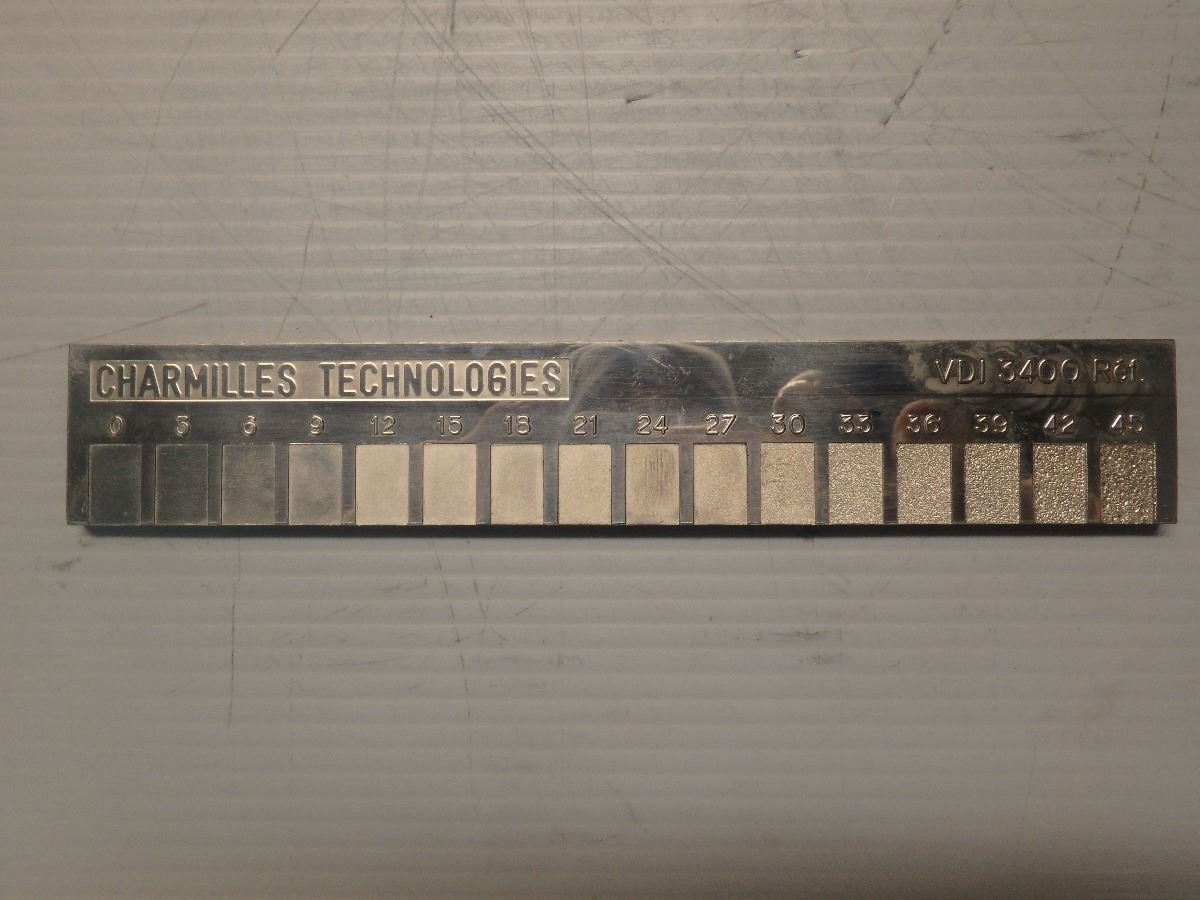 CHARMILLES TECHNOLOGIES VDI 3400 Réf.
0 3 6 9 12 15 18 21 24 27 30 33 36 39 42 45